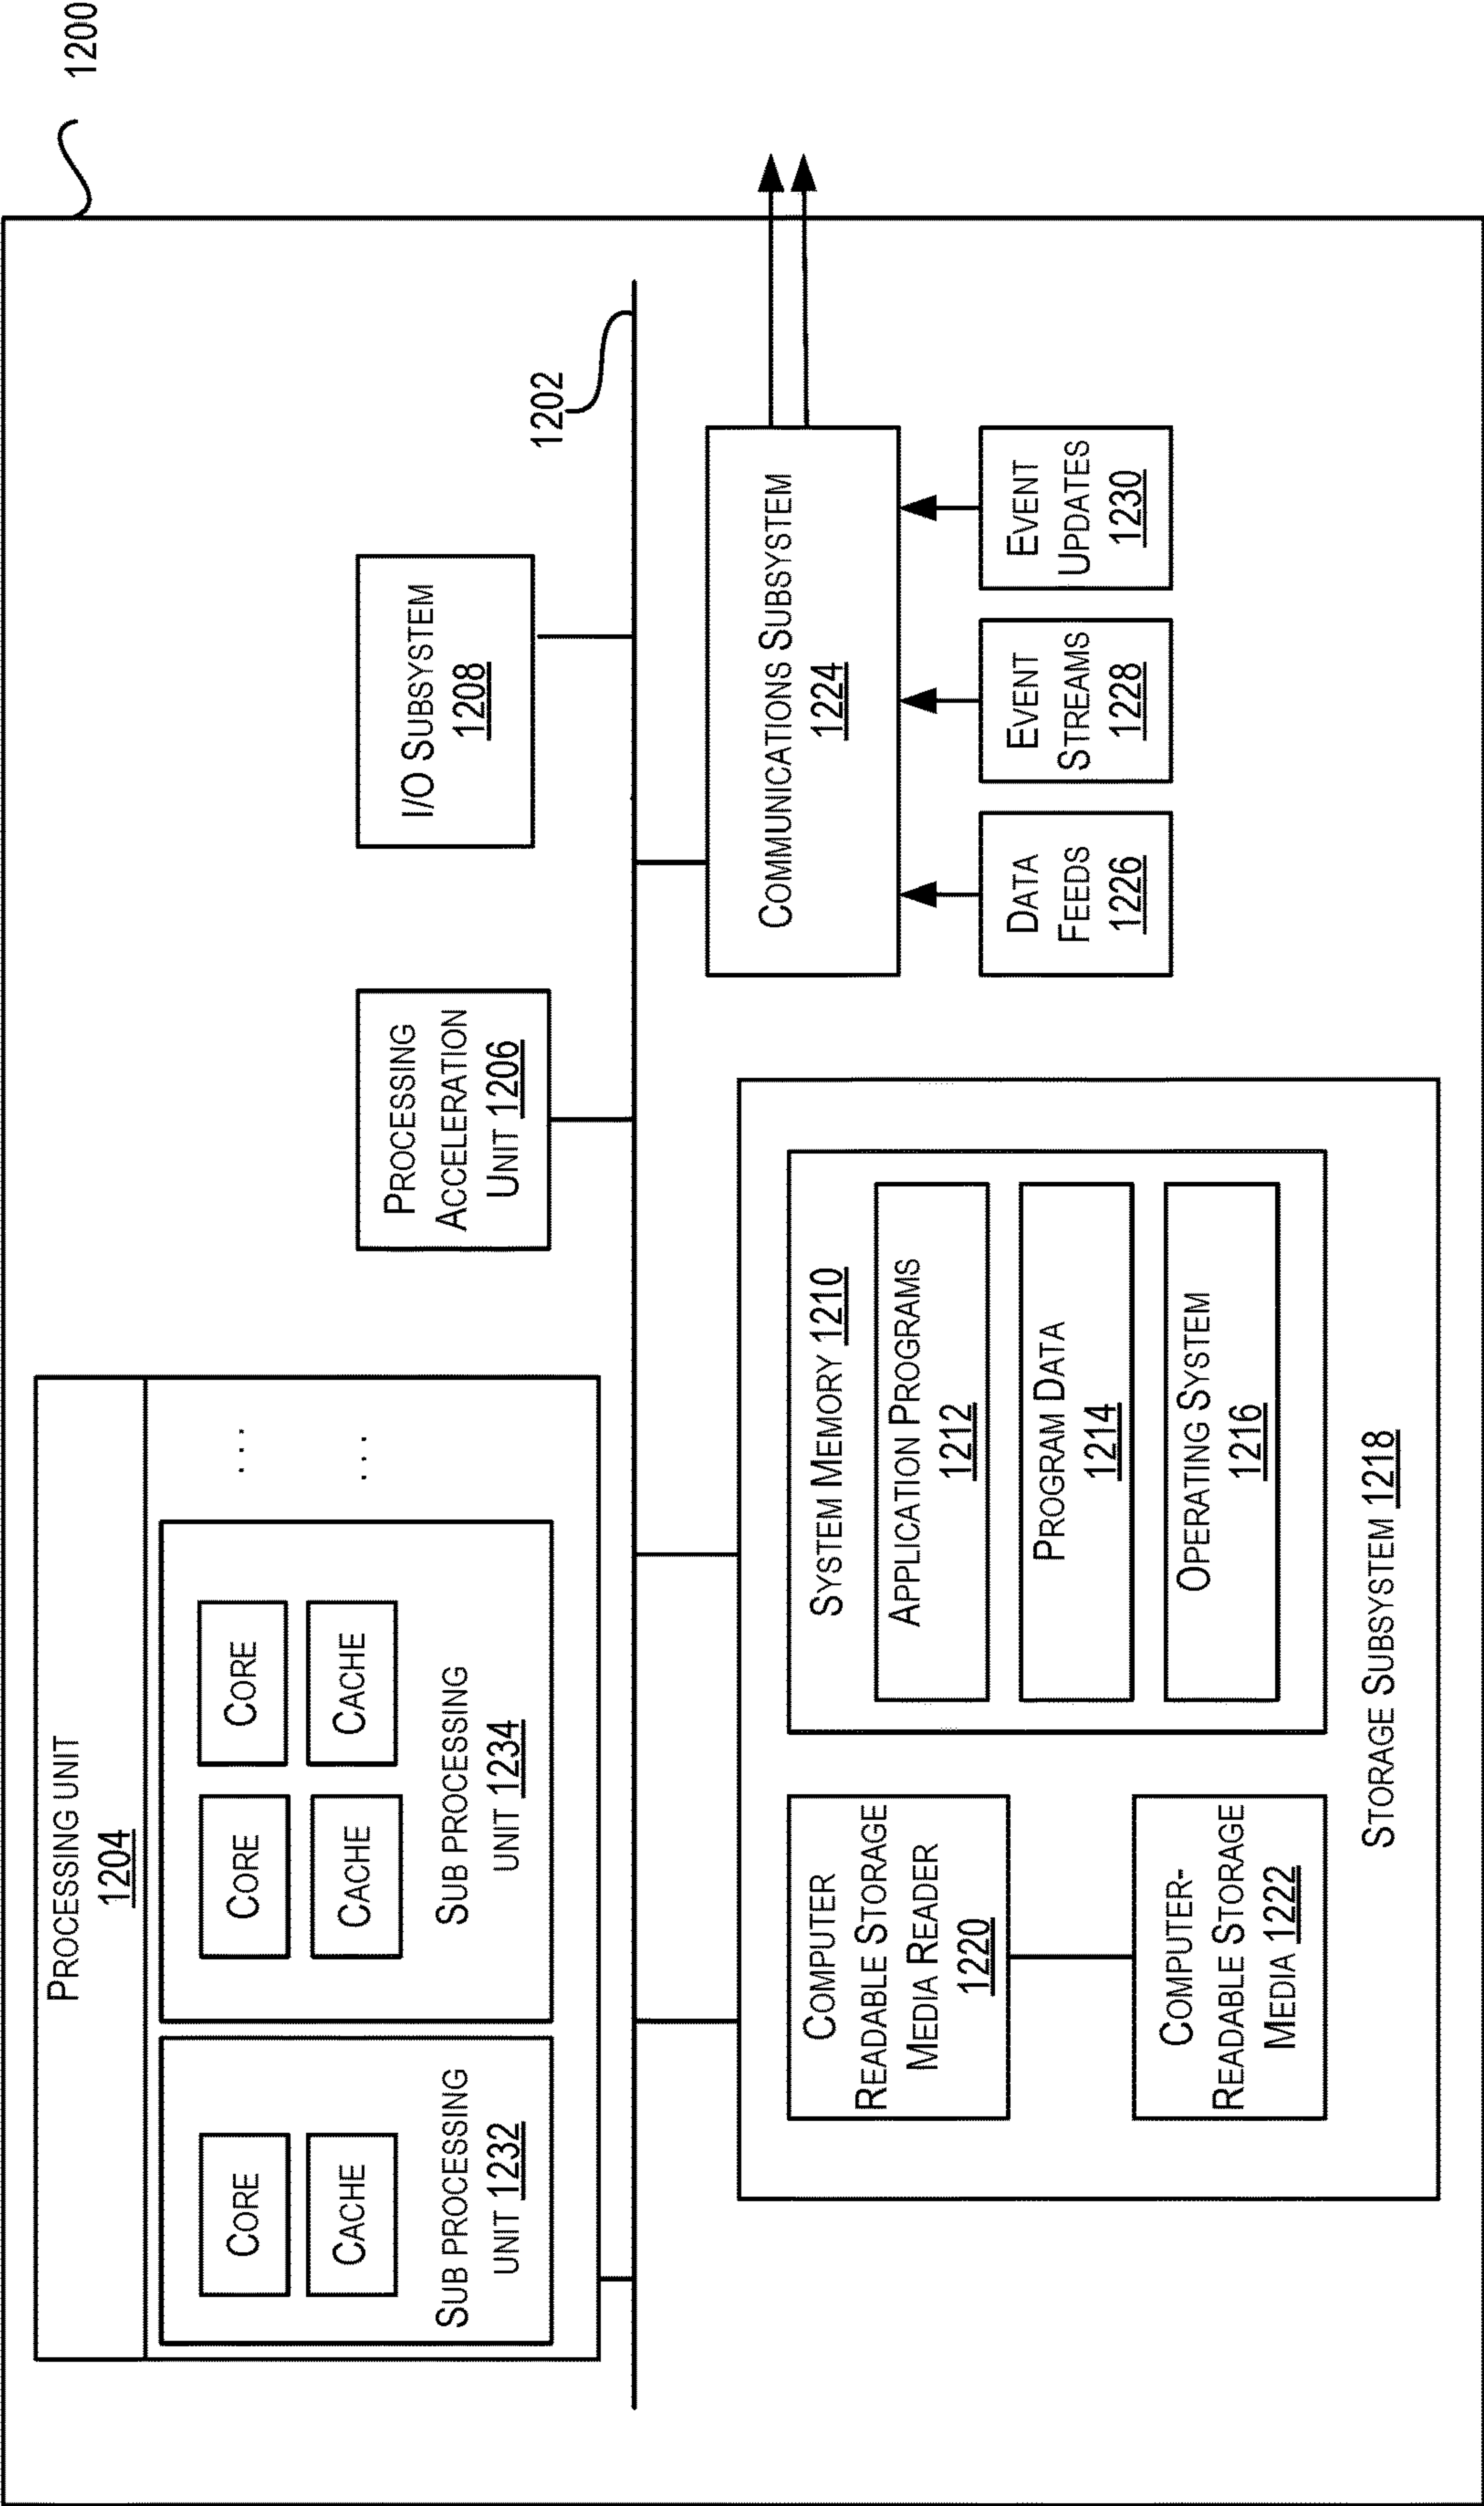 1200
PROCESSING UNIT
1204
CORE
CACHE
SUB PROCESSING
UNIT 1232
CORE
CORE
CACHE
CACHE
SUB PROCESSING
UNIT 1234
. . .
. . .
PROCESSING
ACCELERATION
UNIT 1206
I/O SUBSYSTEM
1208
1202
COMPUTER
READABLE STORAGE
MEDIA READER
1220
COMPUTER-
READABLE STORAGE
MEDIA 1222
SYSTEM MEMORY 1210
APPLICATION PROGRAMS
1212
PROGRAM DATA
1214
OPERATING SYSTEM
1216
STORAGE SUBSYSTEM 1218
COMMUNICATIONS SUBSYSTEM
1224
DATA
FEEDS
1226
EVENT
STREAMS
1228
EVENT
UPDATES
1230